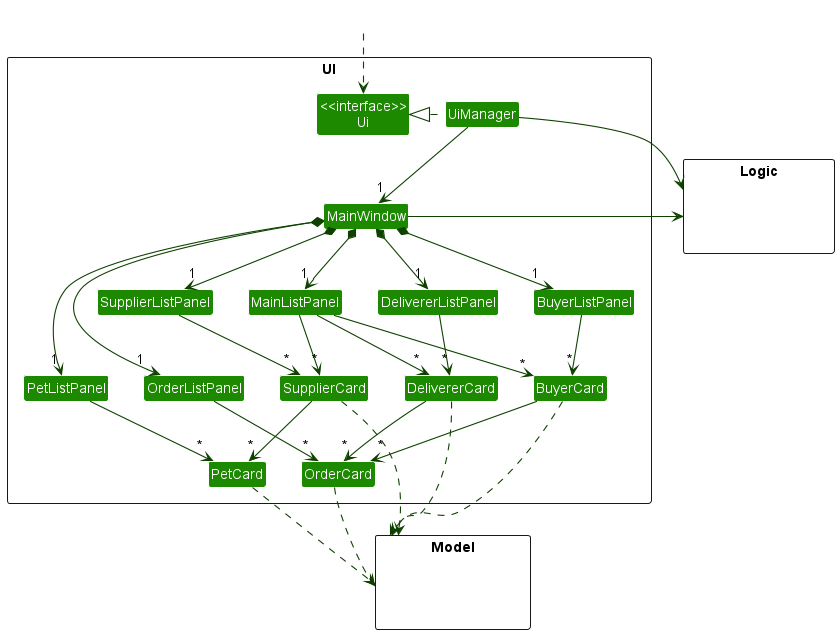 UI
<<interface>>
Ui
UiManager
Logic
1
MainWindow
1
1
1
1
SupplierListPanel
MainListPanel
DelivererListPanel
BuyerListPanel
1
1
*
*
*
*
*
PetListPanel
OrderListPanel
SupplierCard
DelivererCard
BuyerCard
*
*
*
*
*
PetCard
OrderCard
Model